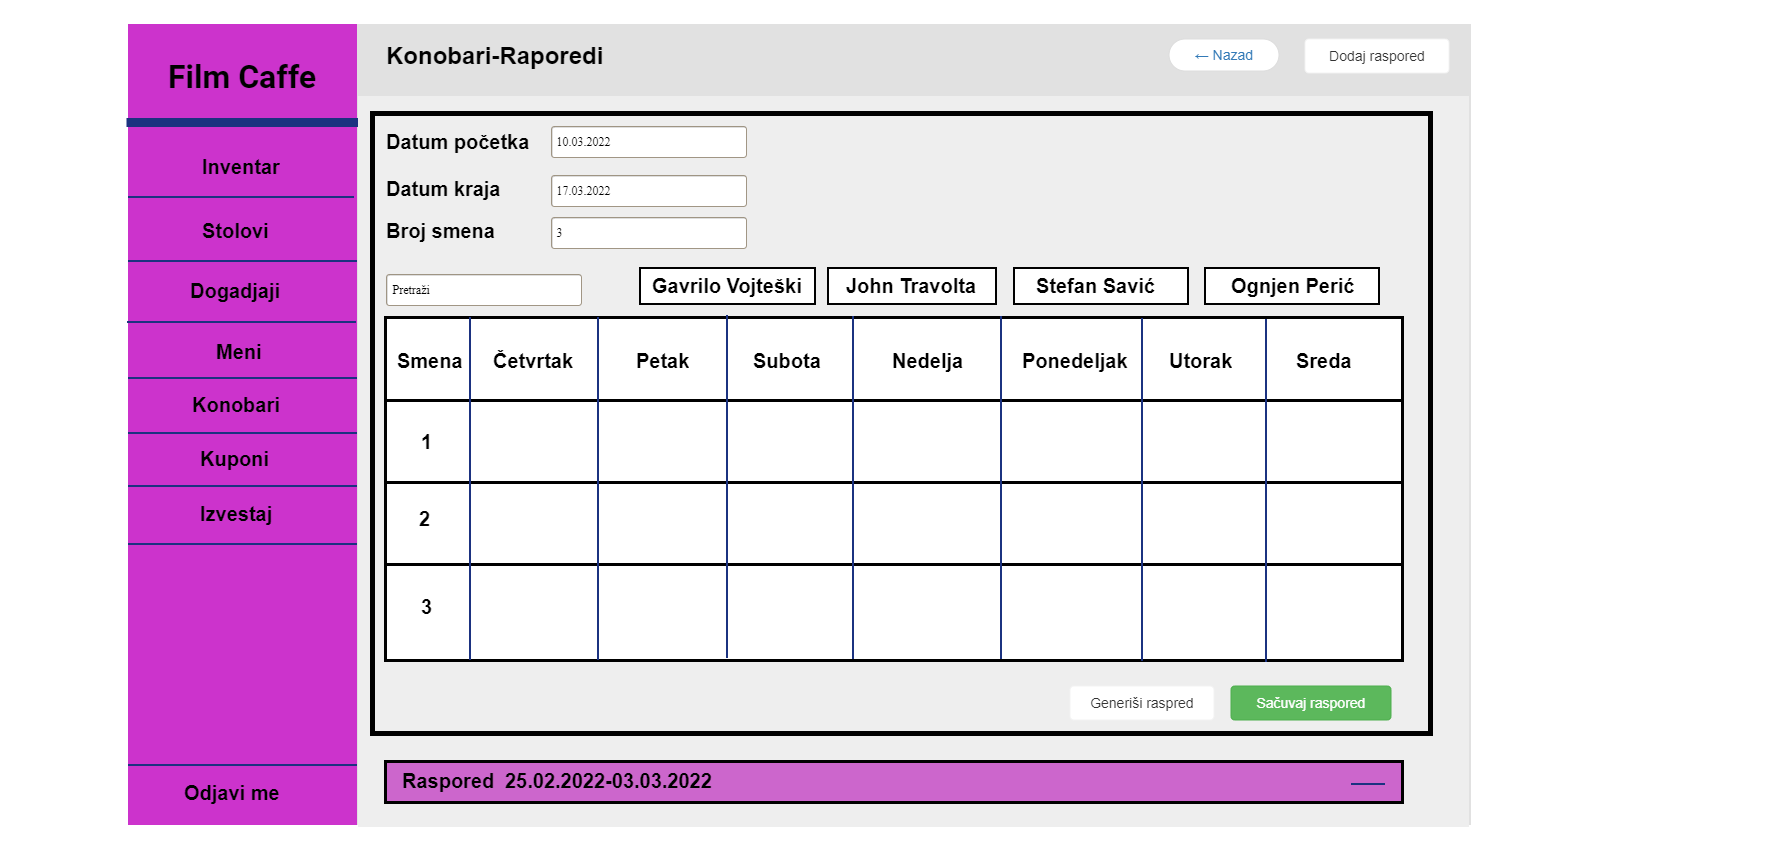 Film Caffe
Inventar
Stolovi
Dogadjaji
Meni
Konobari
Kuponi
Izvestaj
Odjavi me
Konobari-Raporedi
← Nazad
Dodaj raspored
Datum početka 10.03.2022
Datum kraja 17.03.2022
Broj smena 3
Pretraži Gavrilo Vojteški John Travolta Stefan Savić Ognjen Perić
Smena Četvrtak Petak Subota Nedelja Ponedeljak Utorak Sreda
1
2
3
Generiši raspred Sačuvaj raspored
Raspored 25.02.2022-03.03.2022